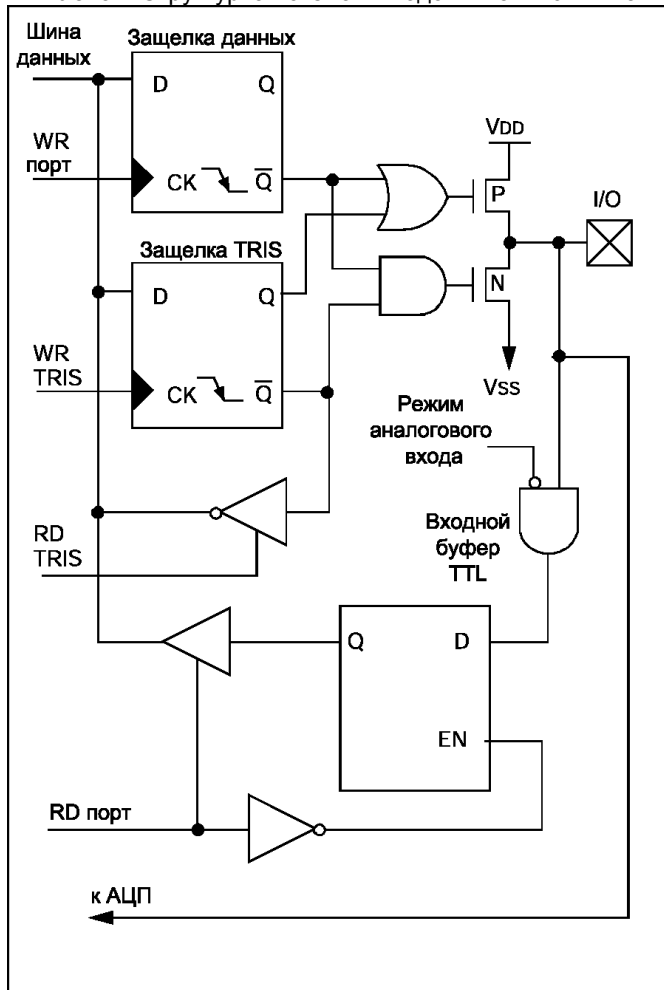 Шина
данных
Защелка данных
D
Q
WR
порт
CK
Q
VDD
P
I/O
Защелка TRIS
D
Q
N
WR
TRIS
CK
Q
Vss
Режим
аналогового
входа
RD
TRIS
Входной
буфер
TTL
Q
D
EN
RD порт
к АЦП